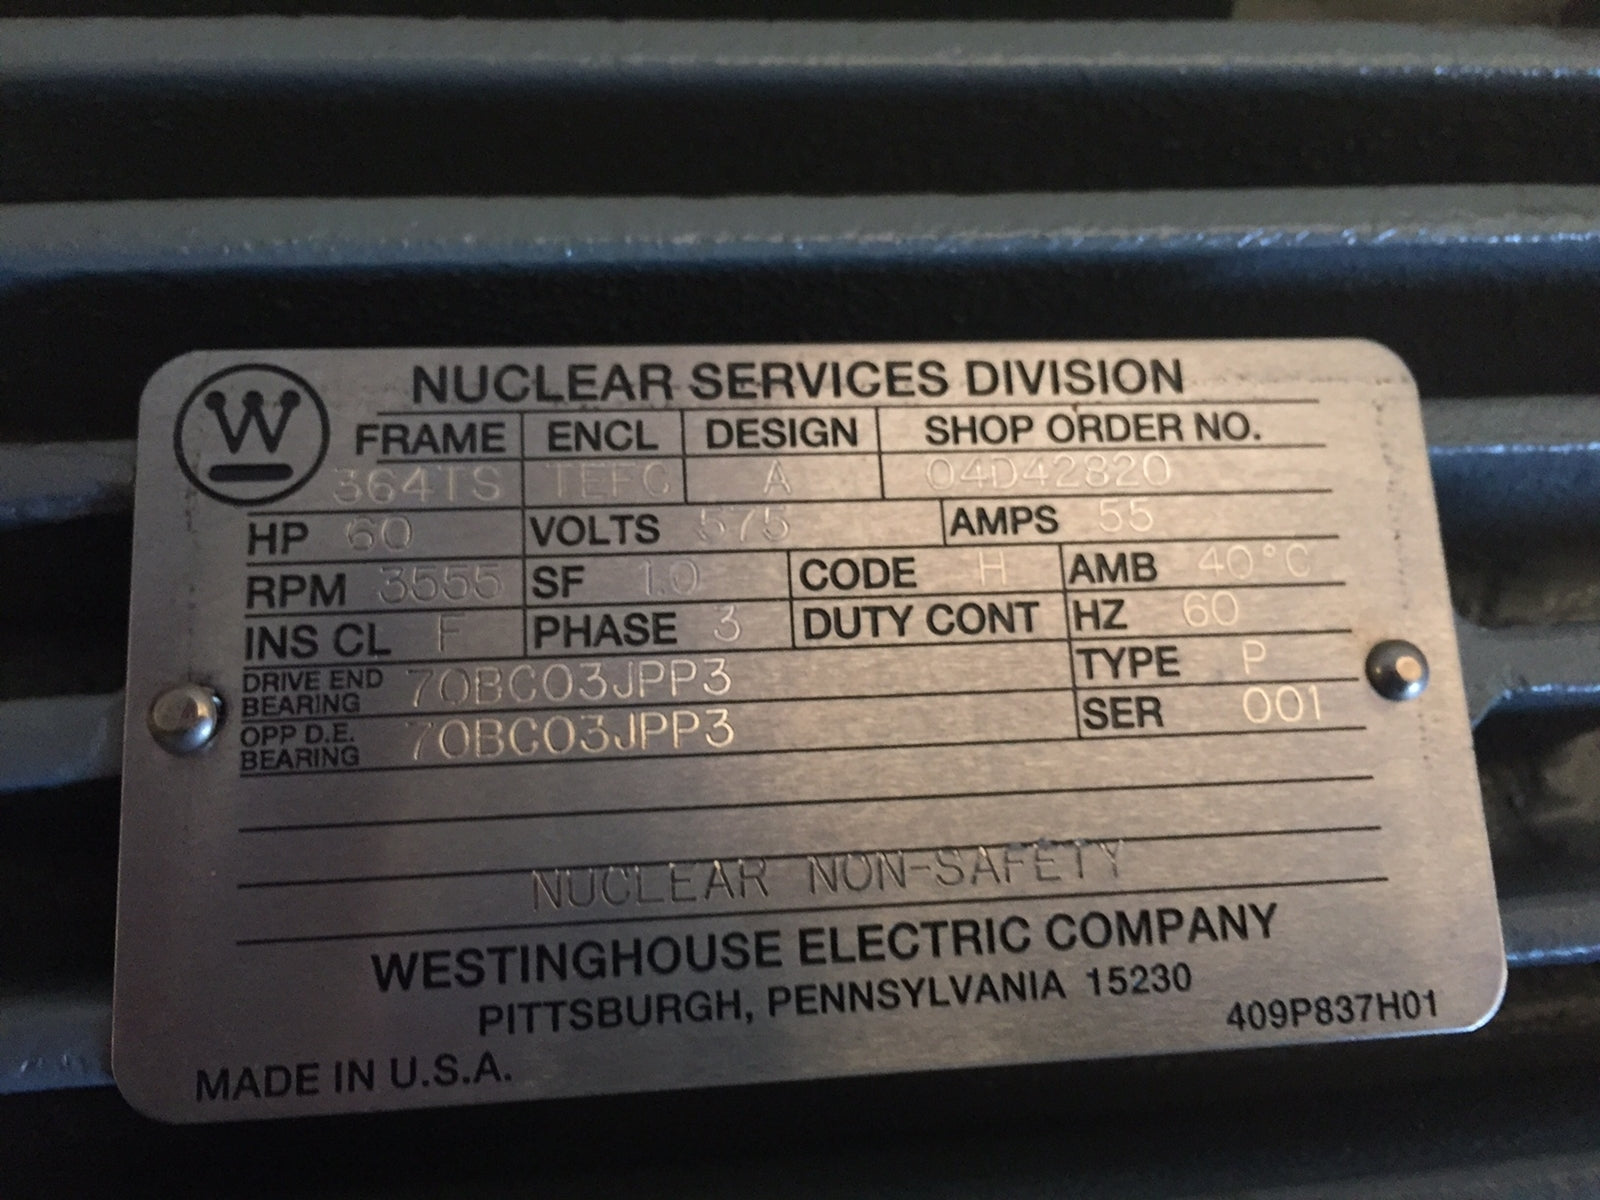 W
NUCLEAR SERVICES DIVISION
FRAME ENCL DESIGN SHOP ORDER NO.
364TS TEFC A 04D42820
HP 60 VOLTS 575 AMPS 55
RPM 3555 SF 1.0 CODE H AMB 40°C
INS CL F PHASE 3 DUTY CONT HZ 60
DRIVE END BEARING 70BC03JPP3 TYPE P
OPP D.E. BEARING 70BC03JPP3 SER 001
NUCLEAR NON-SAFETY
WESTINGHOUSE ELECTRIC COMPANY
PITTSBURGH, PENNSYLVANIA 15230
409P837H01
MADE IN U.S.A.